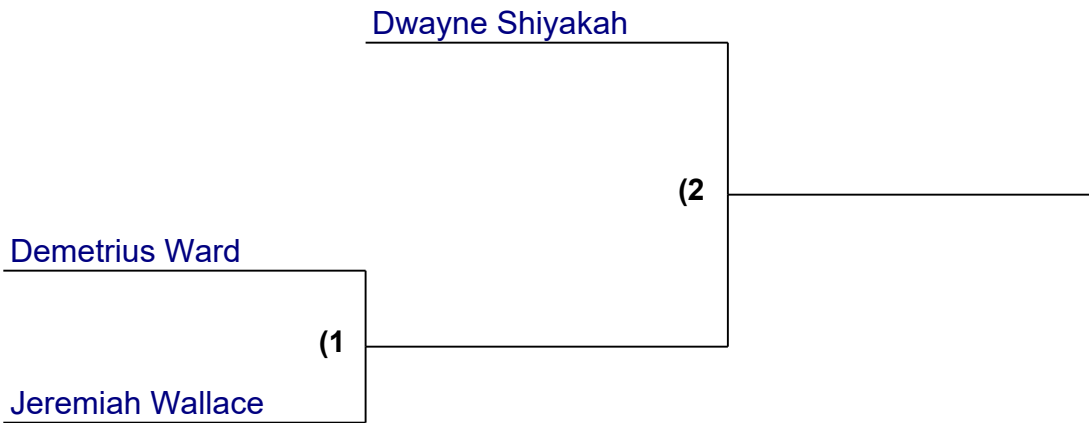 Dwayne Shiyakah
(2
Demetrius Ward
(1
Jeremiah Wallace